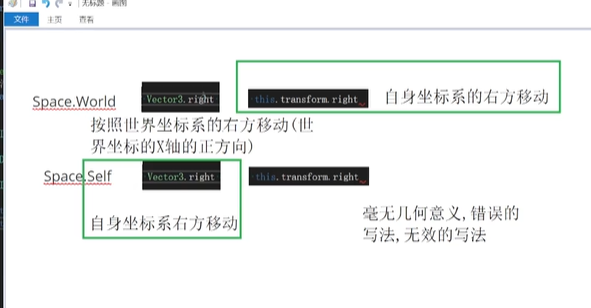 无标题 - 画图
文件 主页 查看
Space.World Vector3.right this.transform.right 自身坐标系的右方移动
按照世界坐标系的右方移动(世
界坐标的X轴的正方向)
Space.Self Vector3.right this.transform.right
自身坐标系右方移动
毫无几何意义,错误的
写法,无效的写法